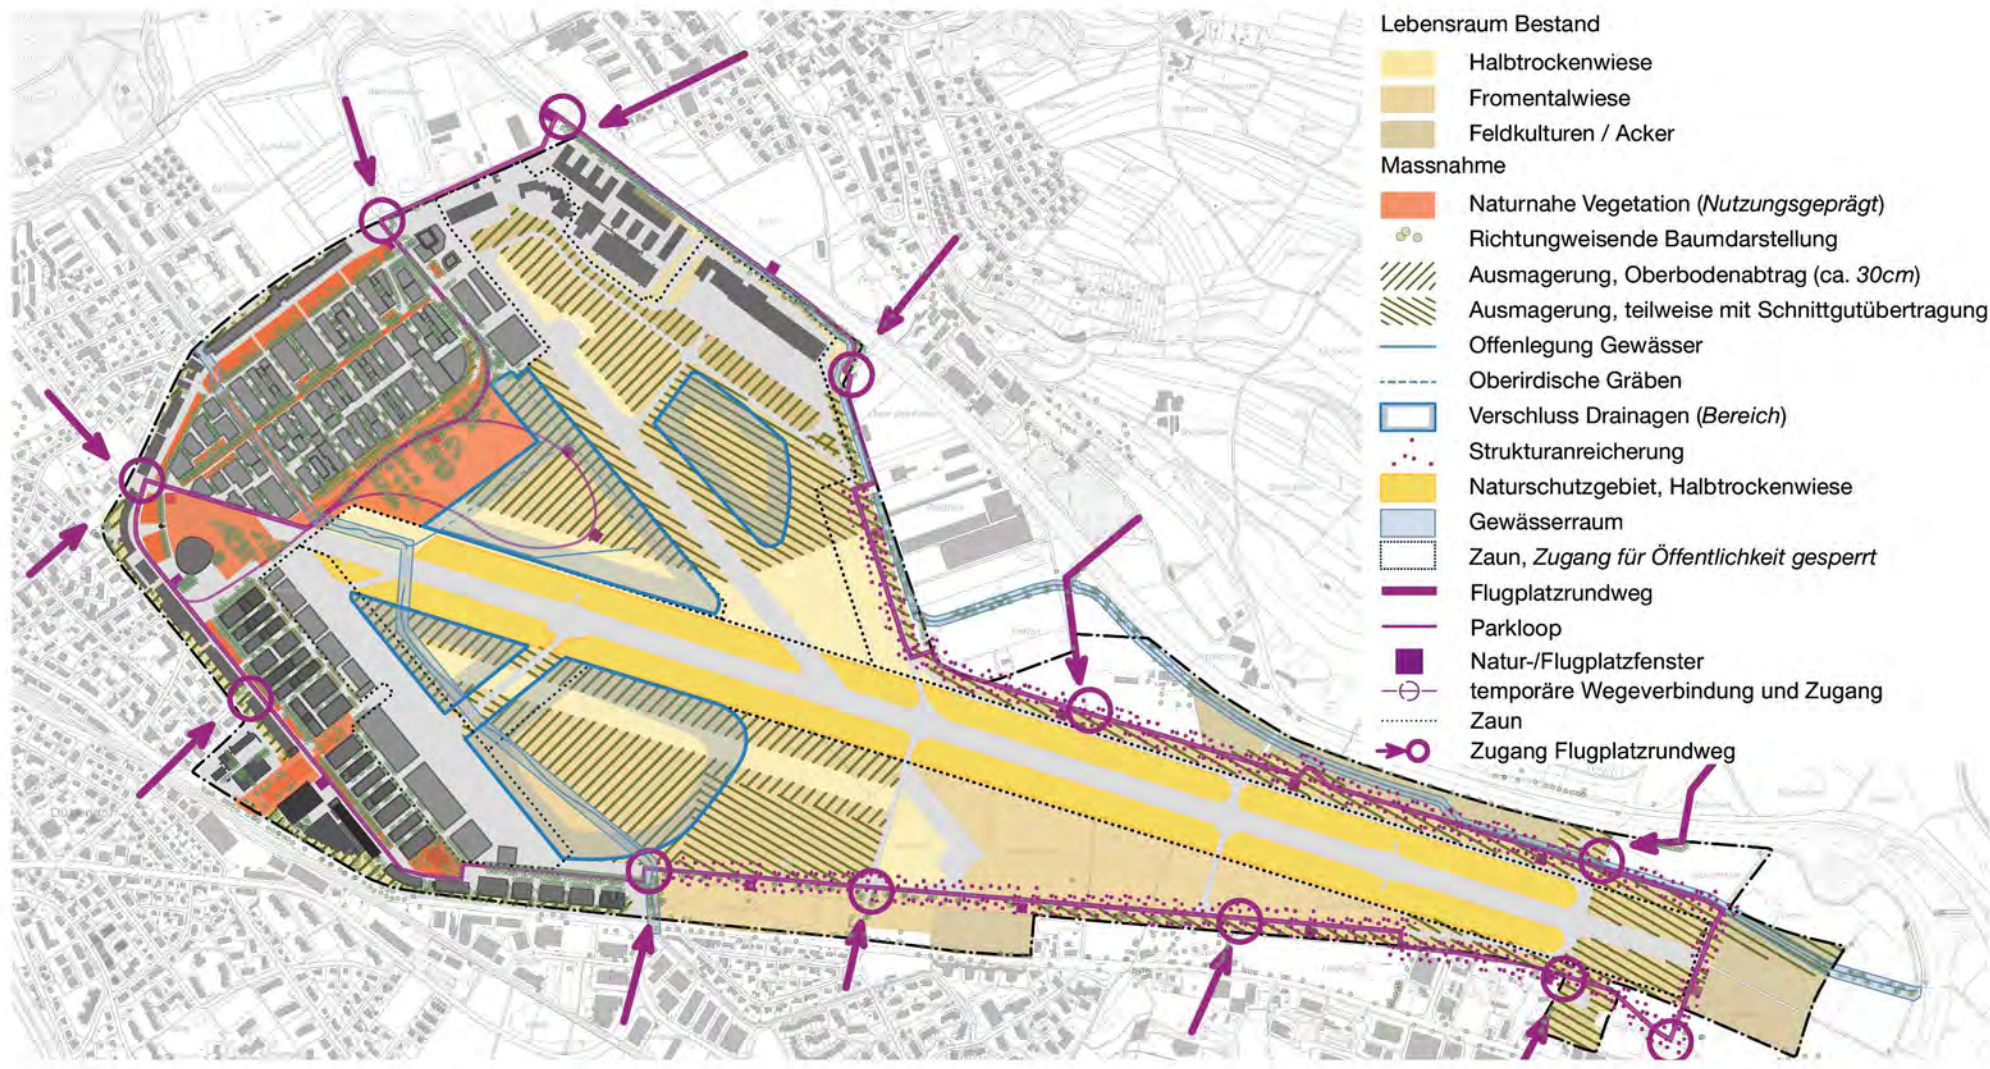 Lebensraum Bestand
Halbtrockenwiese
Fromentalwiese
Feldkulturen / Acker
Massnahme
Naturnahe Vegetation (Nutzungsgeprägt)
Richtungweisende Baumdarstellung
Ausmagerung, Oberbodenabtrag (ca. 30cm)
Ausmagerung, teilweise mit Schnittgutübertragung
Offenlegung Gewässer
Oberirdische Gräben
Verschluss Drainagen (Bereich)
Strukturanreicherung
Naturschutzgebiet, Halbtrockenwiese
Gewässerraum
Zaun, Zugang für Öffentlichkeit gesperrt
Flugplatzrundweg
Parkloop
Natur-/Flugplatzfenster
temporäre Wegeverbindung und Zugang
Zaun
Zugang Flugplatzrundweg